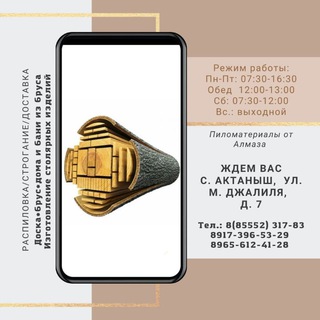 РАСПИЛОВКА/СТРОГАНИЕ/ДОСТАВКА
Доска*брус*дома и бани из бруса
Изготовление столярных изделий
Режим работы:
Пн-Пт: 07:30-16:30
Обед 12:00-13:00
Сб: 07:30-12:00
Вс.: выходной
Пиломатериалы от
Алмаза
ЖДЕМ ВАС
С. АКТАНЫШ, УЛ.
М. ДЖАЛИЛЯ,
Д. 7
Тел.: 8(85552) 317-83
8917-396-53-29
8965-612-41-28